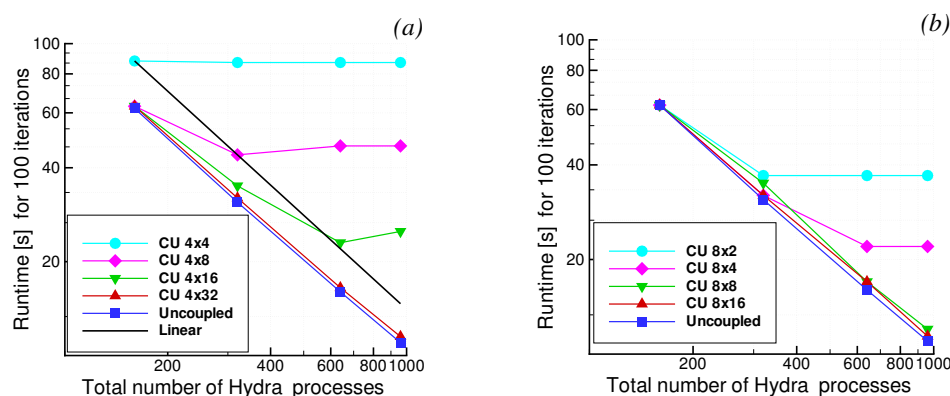 (a)
100
80
60
40
20
Runtime [s] for 100 iterations
CU 4x4
CU 4x8
CU 4x16
CU 4x32
Uncoupled
Linear
200 400 600 800 1000
Total number of Hydra processes
(b)
100
80
60
40
20
Runtime [s] for 100 iterations
CU 8x2
CU 8x4
CU 8x8
CU 8x16
Uncoupled
200 400 600 800 1000
Total number of Hydra processes